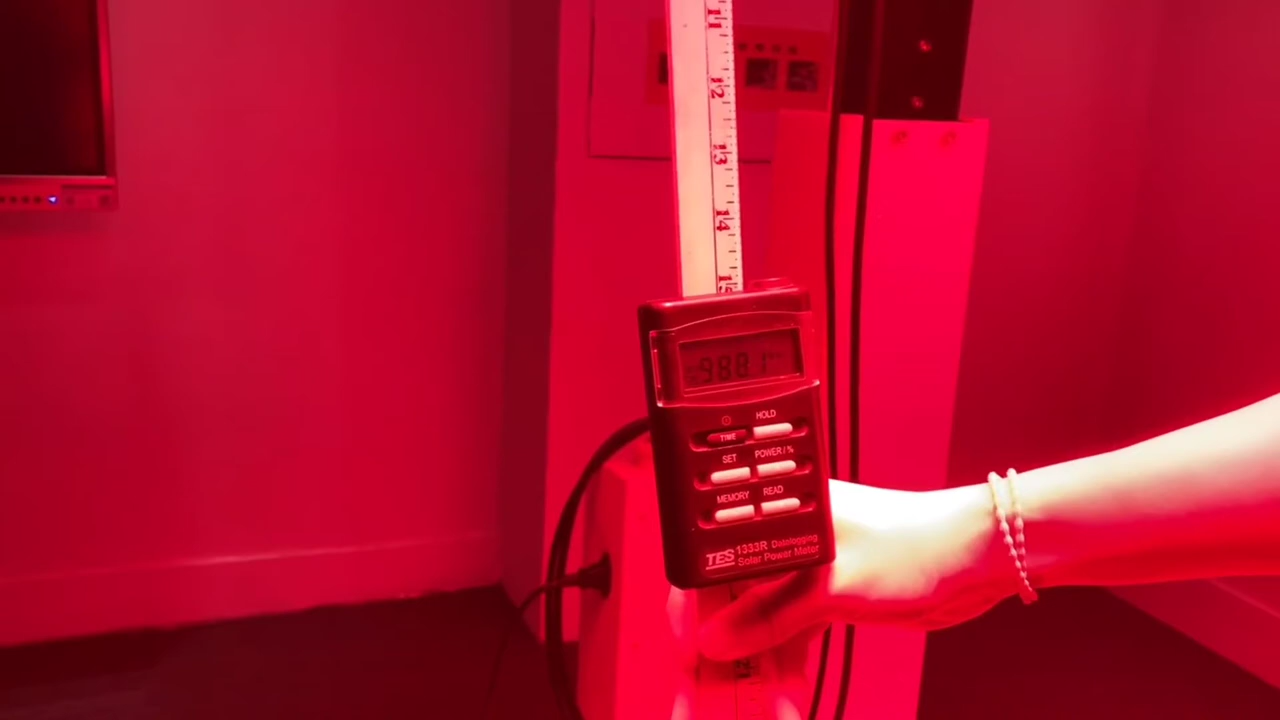 11
12
13
14
15
988.1
HOLD
TIME
SET POWER / %
MEMORY READ
TES 1333R Datalogging
Solar Power Meter